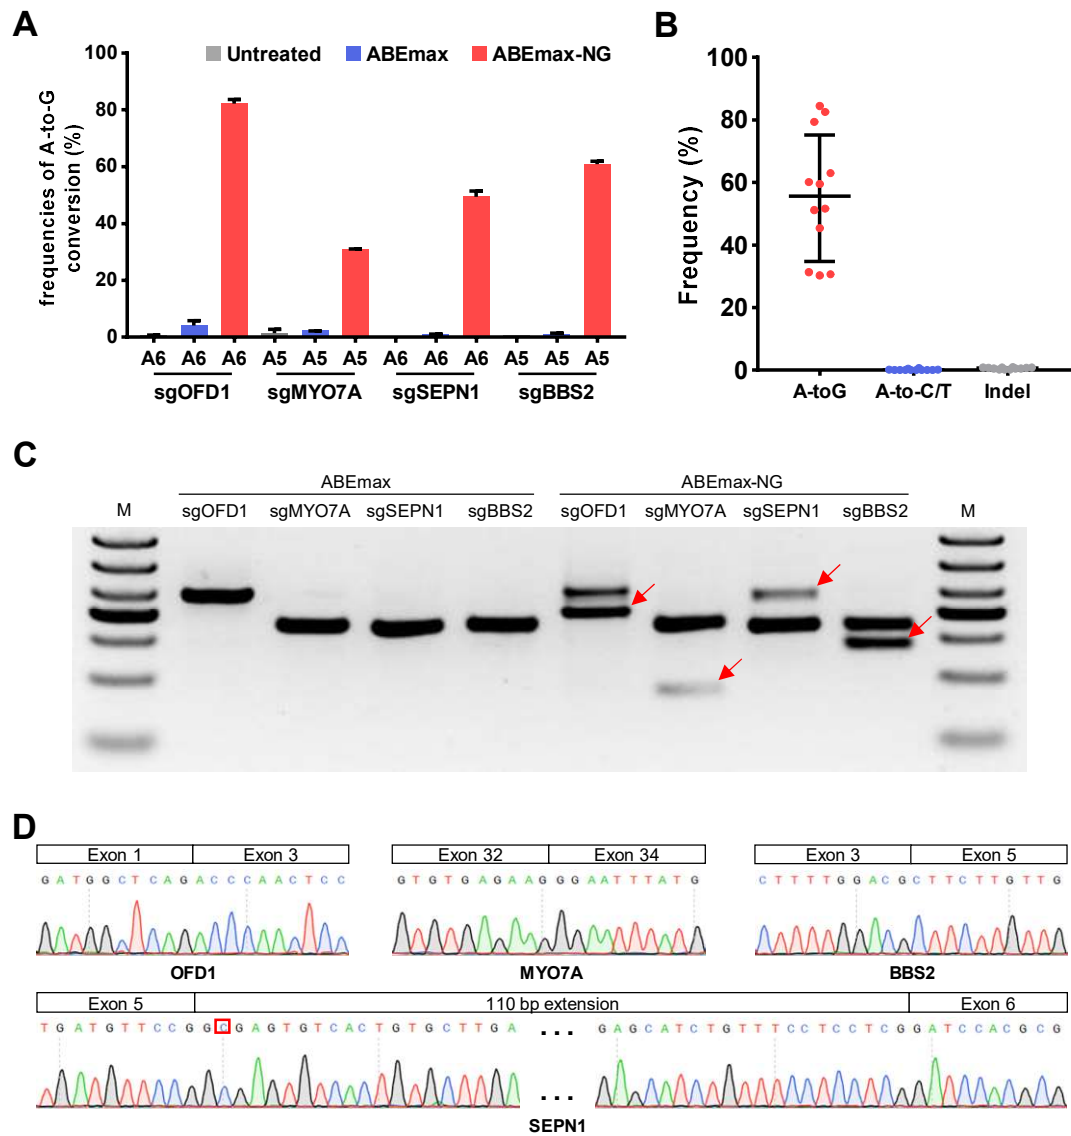 A
B
100
80
60
40
20
0
frequencies of A-to-G
conversion (%)
Untreated ABEmax ABEmax-NG
A6 A6 A6 A5 A5 A5 A6 A6 A6 A5 A5 A5
sgOFD1 sgMYO7A sgSEPN1 sgBBS2
100
80
60
40
20
0
Frequency (%)
A-toG A-to-C/T Indel
C
ABEmax ABEmax-NG
M sgOFD1 sgMYO7A sgSEPN1 sgBBS2 sgOFD1 sgMYO7A sgSEPN1 sgBBS2 M
D
Exon 1 Exon 3
G A T G G C T C A G A C C C A A C T C C
OFD1
Exon 32 Exon 34
G T G T G A G A A G G G A A T T T A T G
MYO7A
Exon 3 Exon 5
C T T T T G G A C G C T T C T T G T T G
BBS2
Exon 5 110 bp extension Exon 6
T G A T G T T C C G G C G A G T G T C A C T G T G C T T G A ... G A G C A T C T G T T T C C T C C T C G G A T C C A C G C G
...
SEPN1